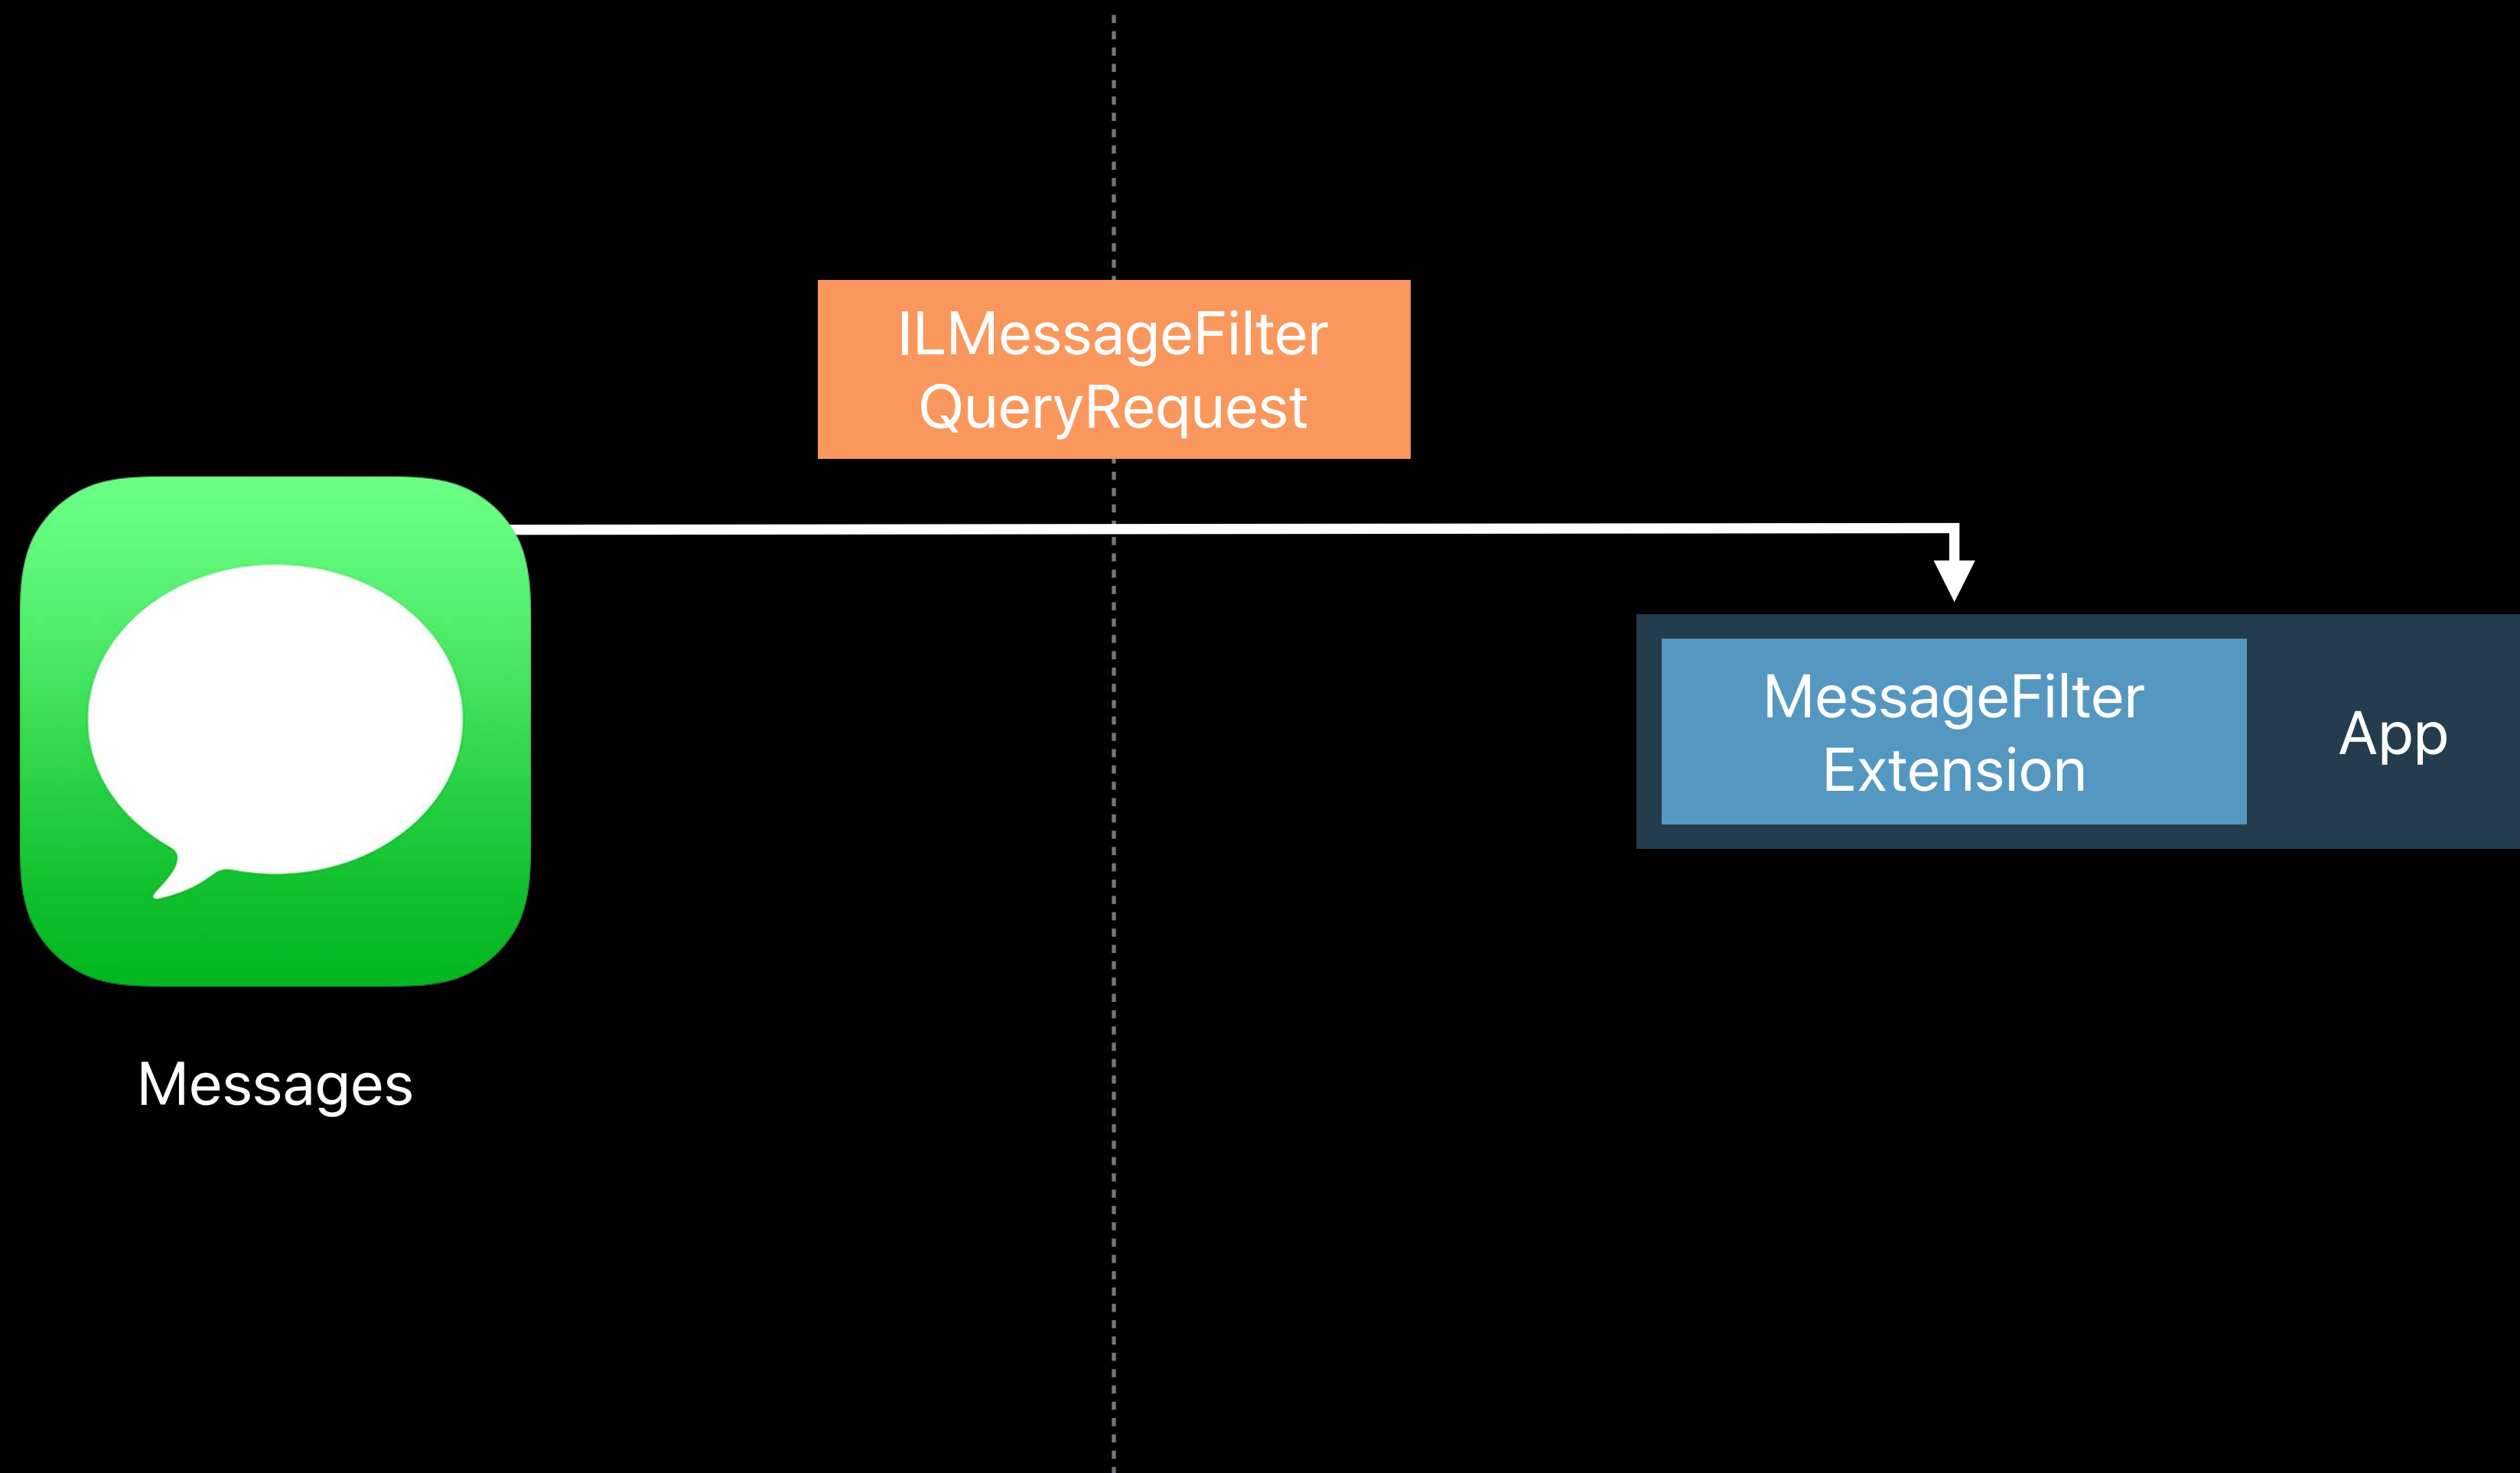 ILMessageFilter
QueryRequest
MessageFilter
Extension
App
Messages